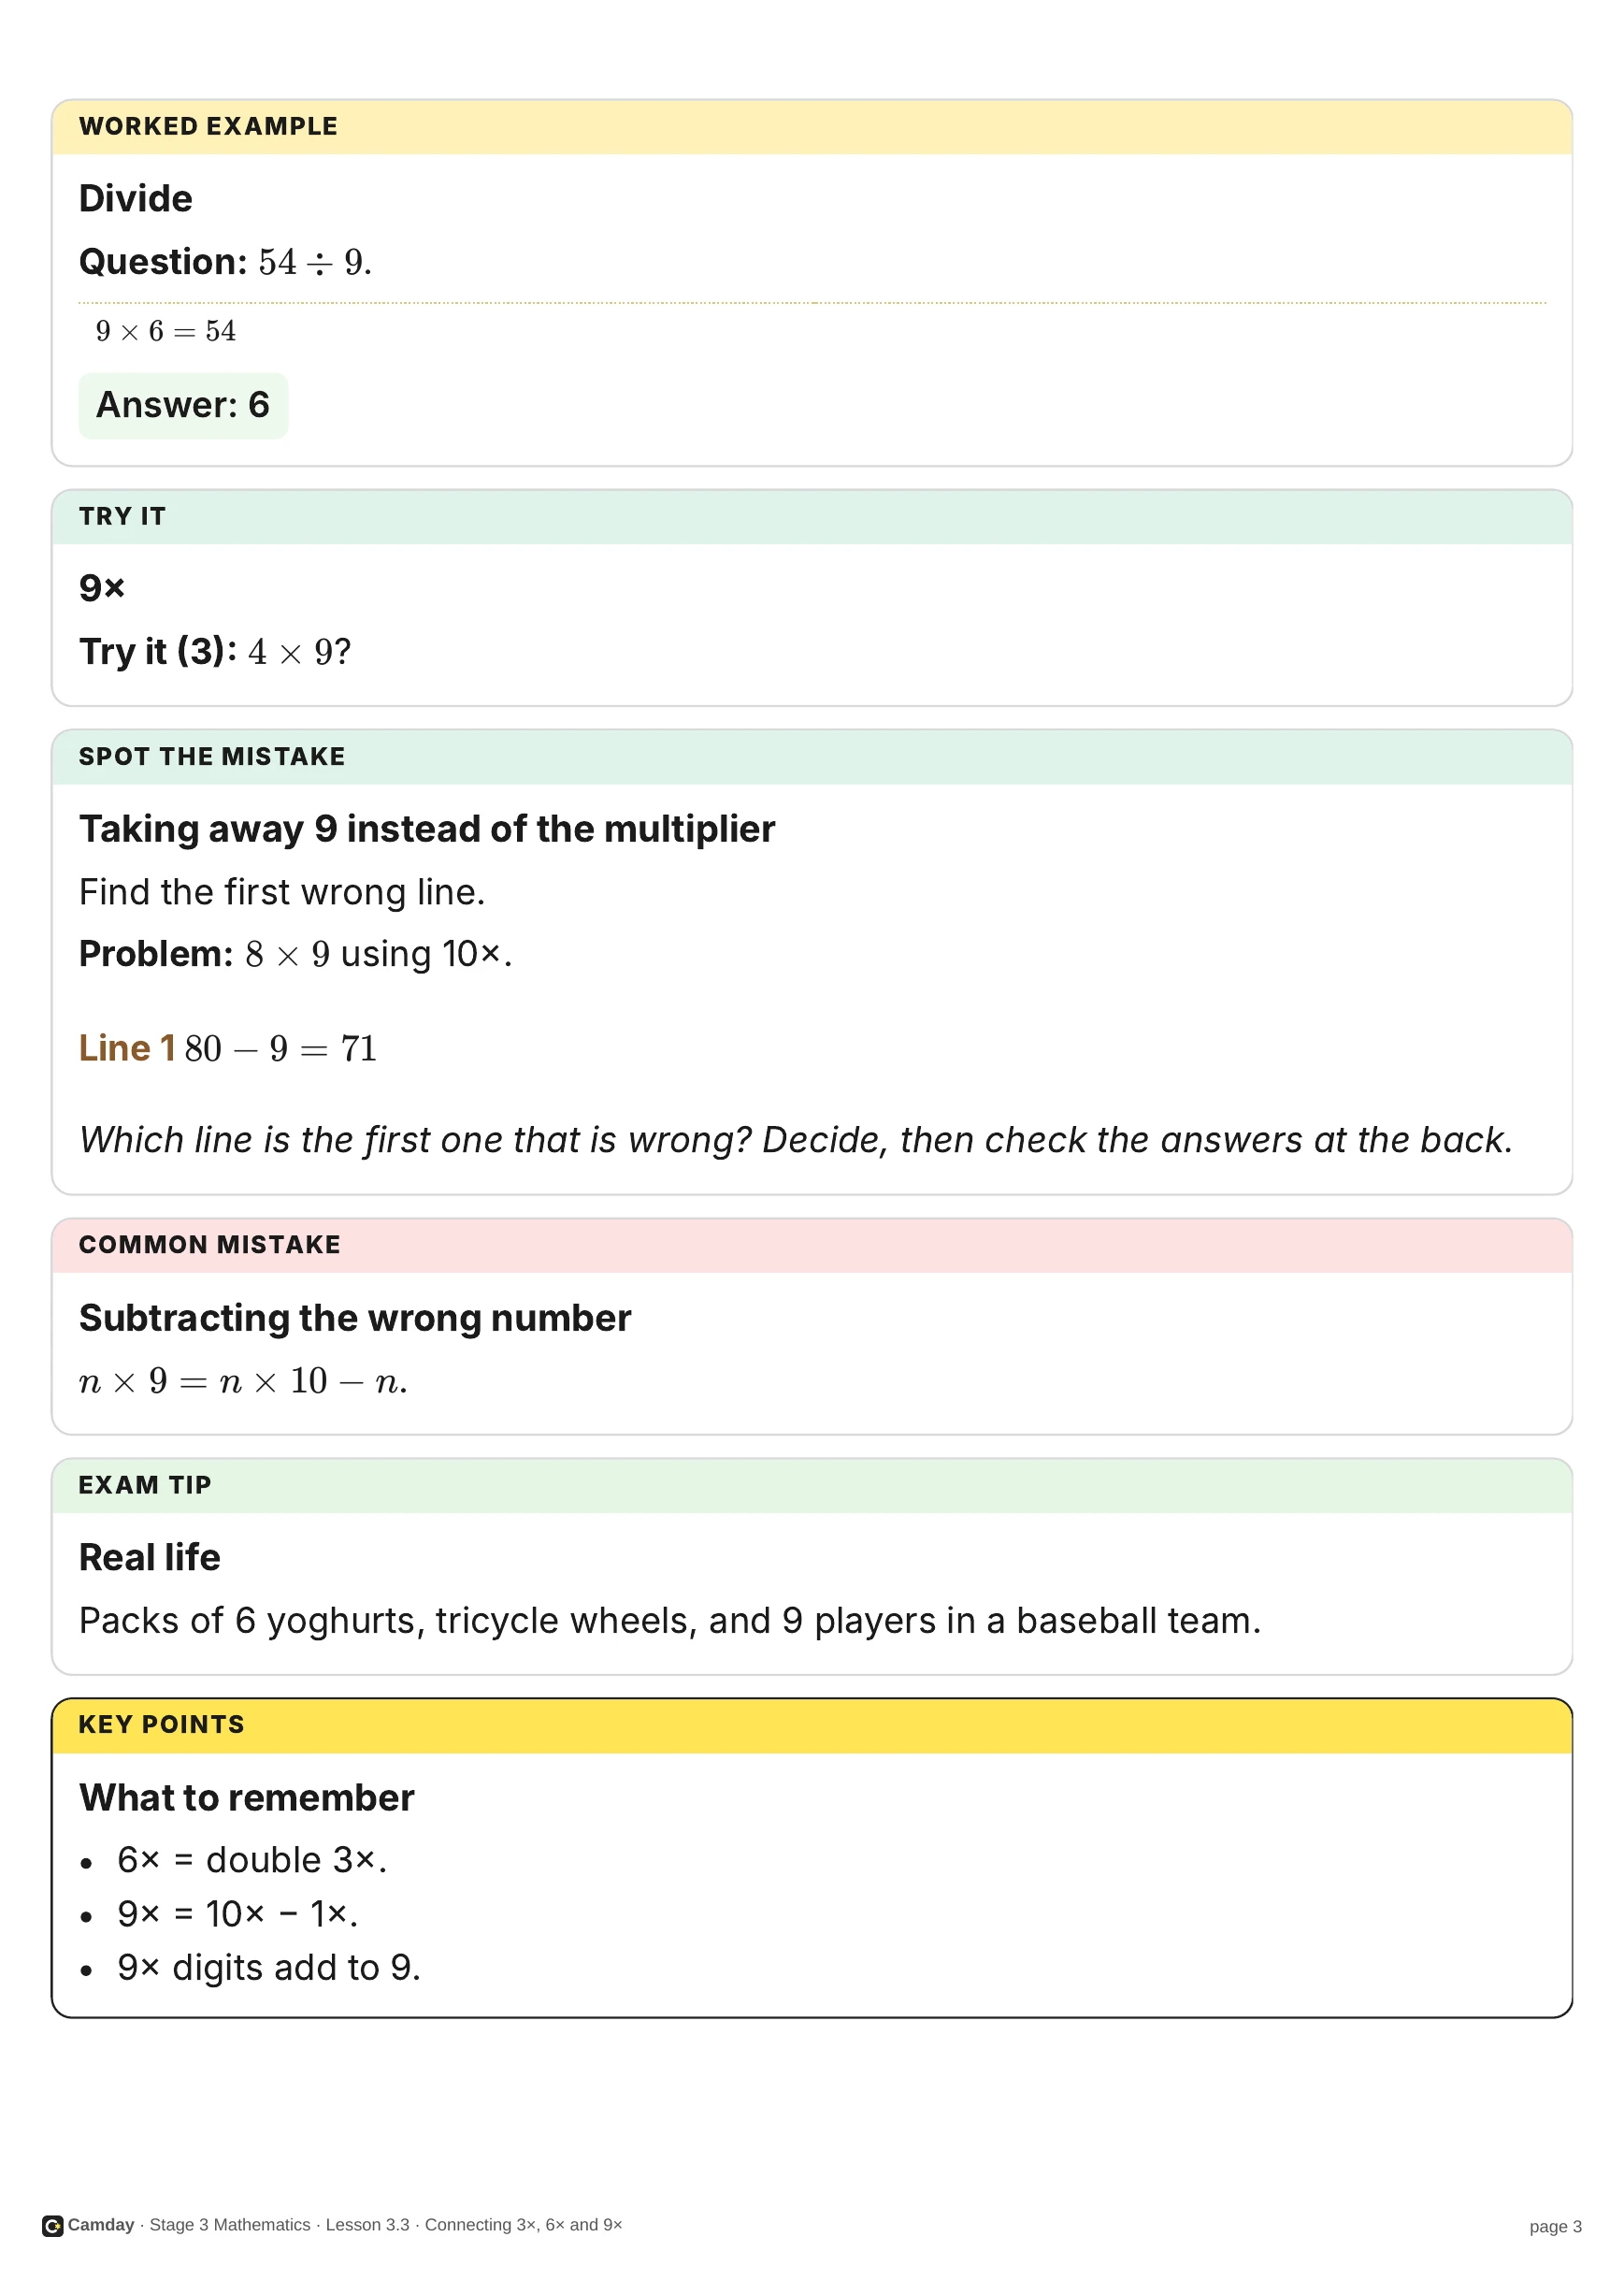 WORKED EXAMPLE
Divide
Question: 54 ÷ 9.
9 × 6 = 54
Answer: 6
TRY IT
9×
Try it (3): 4 × 9?
SPOT THE MISTAKE
Taking away 9 instead of the multiplier
Find the first wrong line.
Problem: 8 × 9 using 10×.
Line 1 80 − 9 = 71
Which line is the first one that is wrong? Decide, then check the answers at the back.
COMMON MISTAKE
Subtracting the wrong number
n × 9 = n × 10 − n.
EXAM TIP
Real life
Packs of 6 yoghurts, tricycle wheels, and 9 players in a baseball team.
KEY POINTS
What to remember
• 6× = double 3×.
• 9× = 10× − 1×.
• 9× digits add to 9.
Camday · Stage 3 Mathematics · Lesson 3.3 · Connecting 3×, 6× and 9× page 3